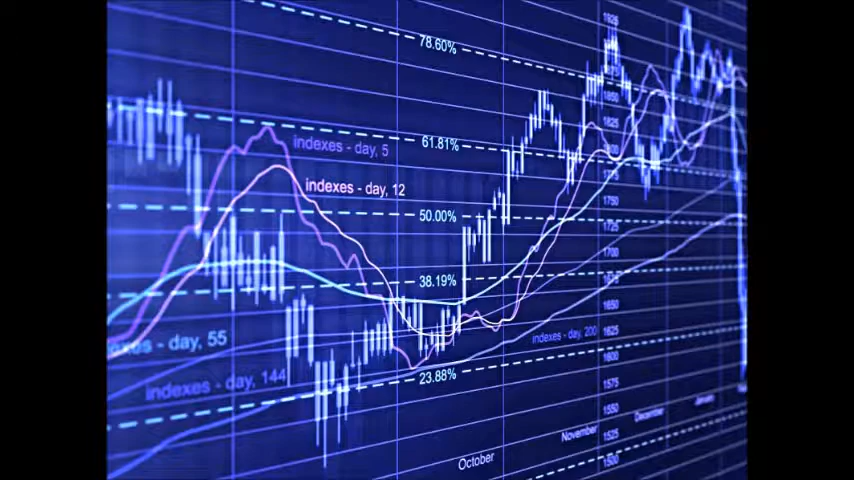 1925
78.60%
1850
1825
61.81%
indexes - day, 5
indexes - day, 12
1750
50.00%
1725
1700
38.19%
1650
indexes - day, 200
1625
day, 55
1600
indexes - day, 144
23.88%
1575
1550
December
January
November
1525
October
1500